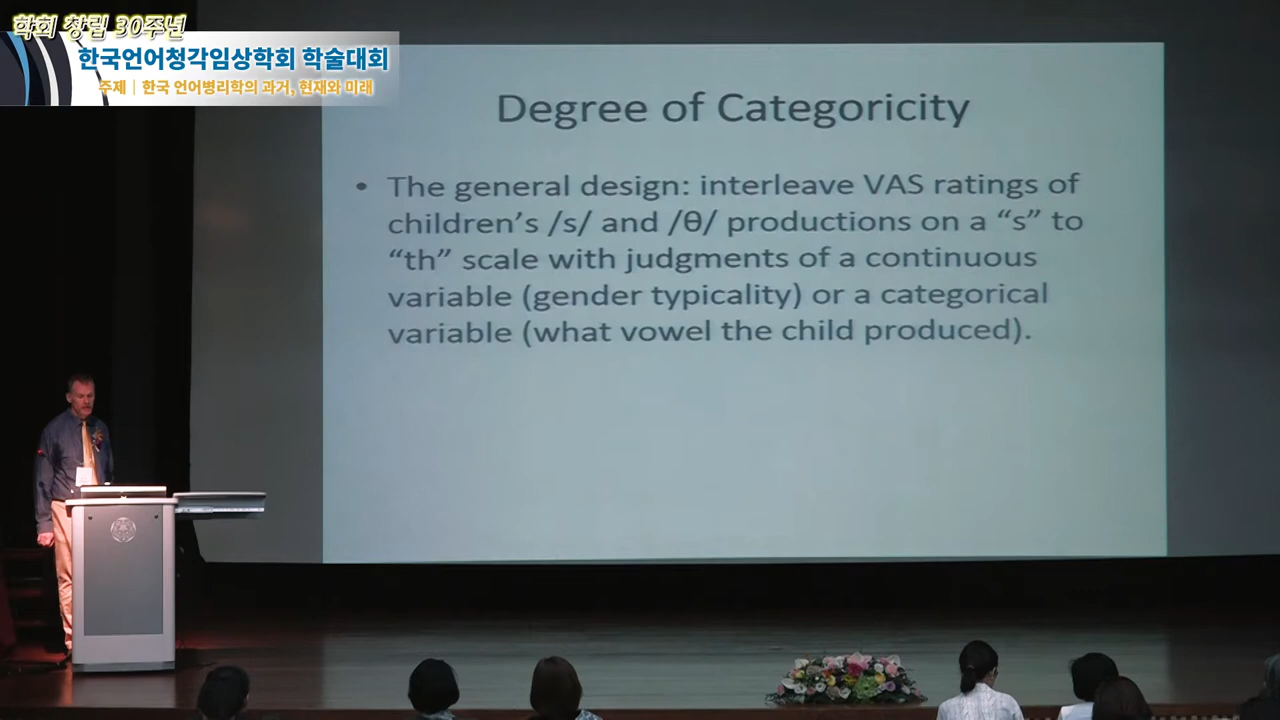 학회 창립 30주년
한국언어청각임상학회 학술대회
주제 | 한국 언어병리학의 과거, 현재와 미래
Degree of Categoricity
• The general design: interleave VAS ratings of
children’s /s/ and /θ/ productions on a “s” to
“th” scale with judgments of a continuous
variable (gender typicality) or a categorical
variable (what vowel the child produced).